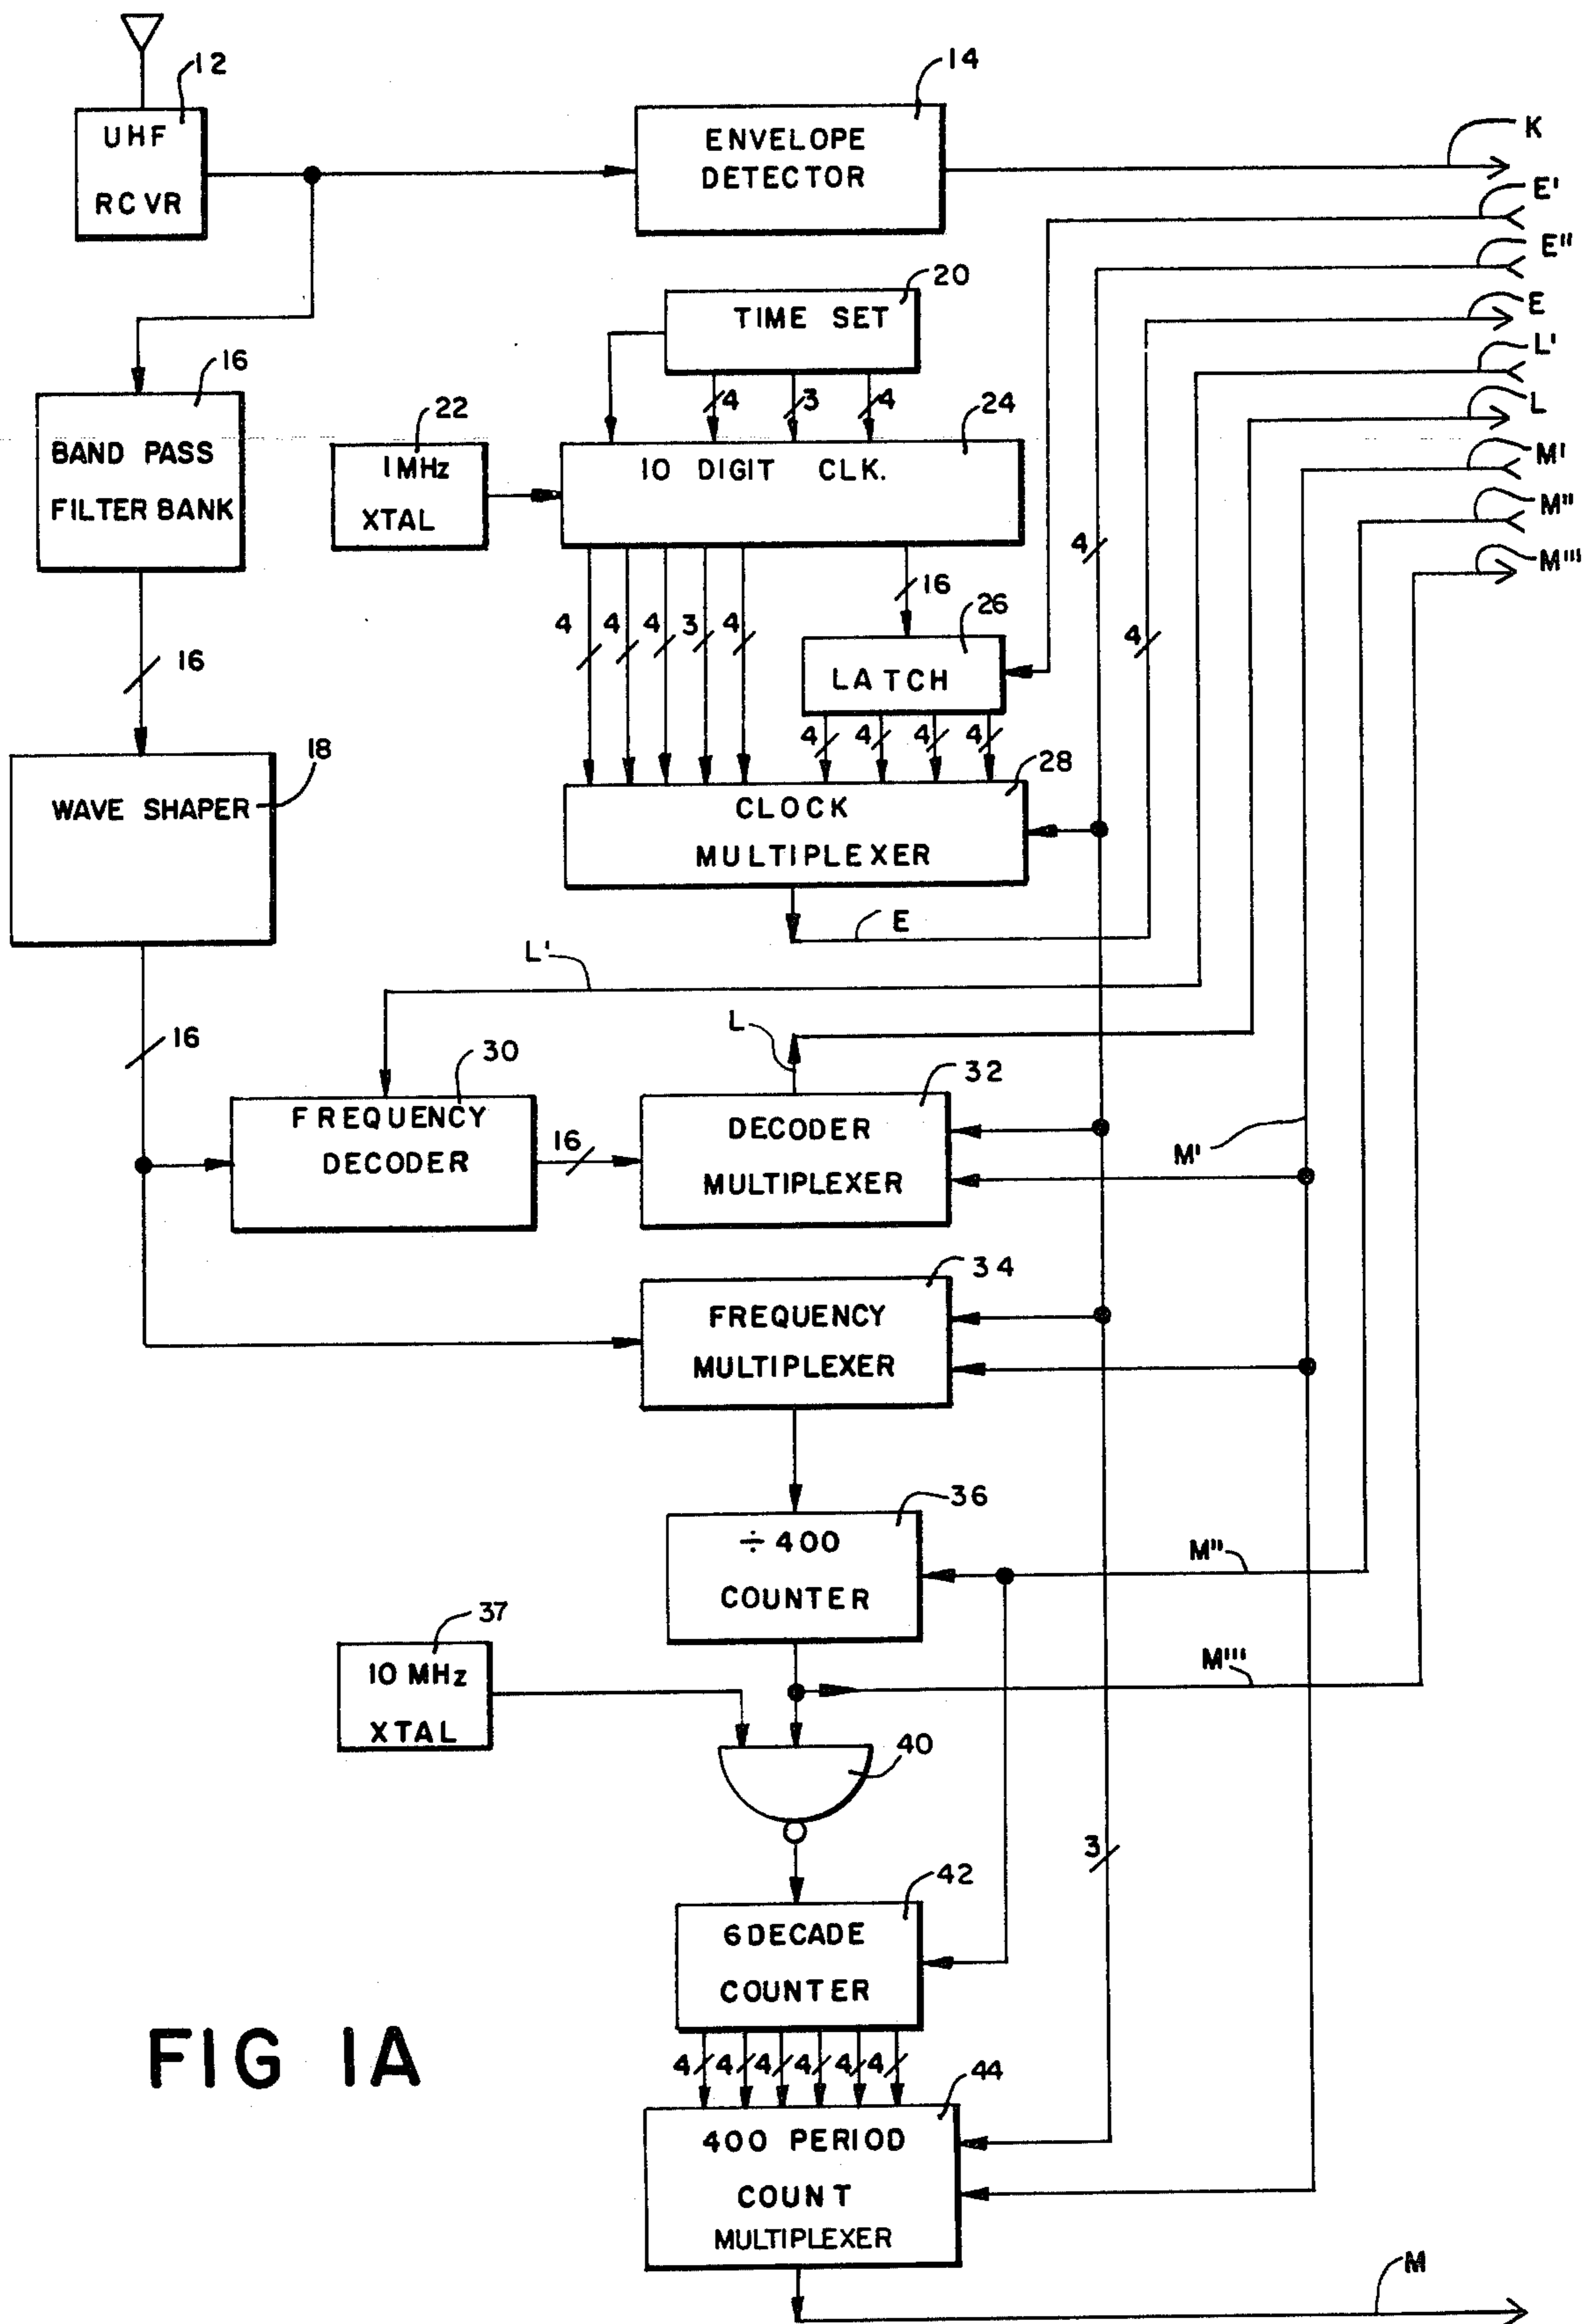 12
UHF
RCVR
14
ENVELOPE
DETECTOR
K
E'
E"
E
L'
L
M'
M"
M'''
20
TIME SET
4 3 4
16
BAND PASS
FILTER BANK
22
1 MHz
XTAL
24
10 DIGIT CLK.
4
16
4 4 4 3 4
26
LATCH
4
16
4 4 4 4
18
WAVE SHAPER
28
CLOCK
MULTIPLEXER
E
L'
L
16
30
FREQUENCY
DECODER
16
32
DECODER
MULTIPLEXER
M'
34
FREQUENCY
MULTIPLEXER
36
÷400
COUNTER
M"
37
10 MHz
XTAL
M'''
40
3
42
6 DECADE
COUNTER
4 4 4 4 4 4
44
400 PERIOD
COUNT
MULTIPLEXER
M
FIG 1A